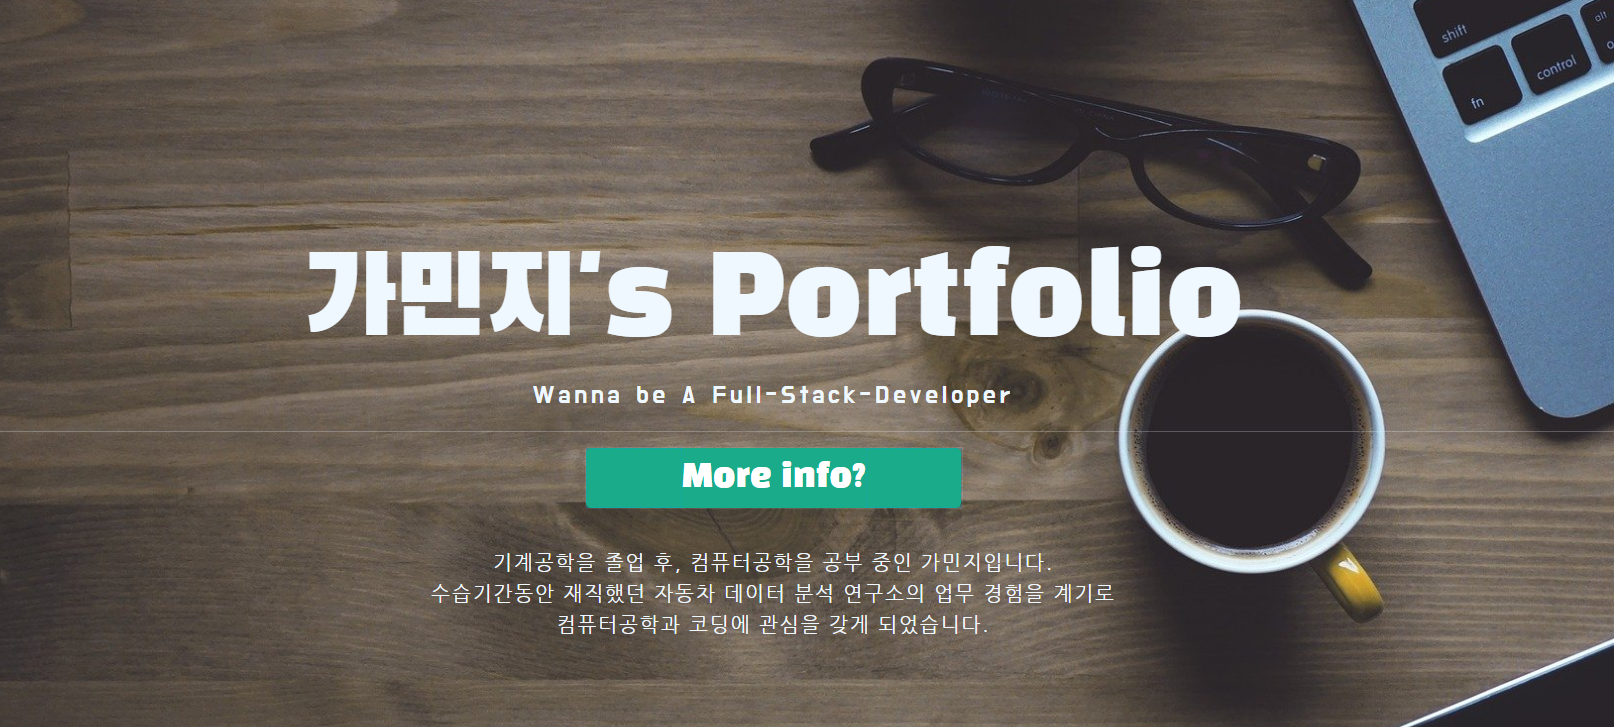 shift
alt
control
fn
가민지's Portfolio
Wanna be A Full-Stack-Developer
More info?
기계공학을 졸업 후, 컴퓨터공학을 공부 중인 가민지입니다.
수습기간동안 재직했던 자동차 데이터 분석 연구소의 업무 경험을 계기로
컴퓨터공학과 코딩에 관심을 갖게 되었습니다.